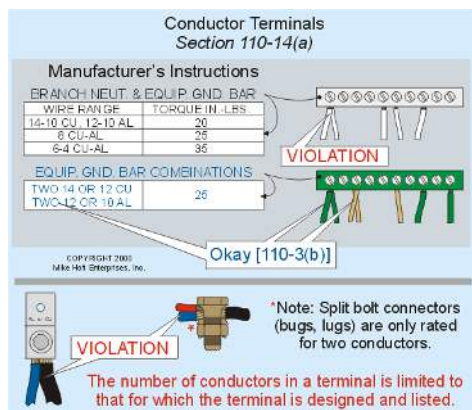 Conductor Terminals
Section 110-14(a)
Manufacturer's Instructions
BRANCH NEUT. & EQUIP. GND. BAR
WIRE RANGE TORQUE IN.-LBS.
14-10 CU, 12-10 AL 20
8 CU-AL 25
6-4 CU-AL 35
VIOLATION
EQUIP. GND. BAR COMBINATIONS
TWO 14 OR 12 CU
TWO 12 OR 10 AL
25
Okay [110-3(b)]
COPYRIGHT 2000
Mike Holt Enterprises, Inc.
VIOLATION
*
*Note: Split bolt connectors
(bugs, lugs) are only rated
for two conductors.
The number of conductors in a terminal is limited to
that for which the terminal is designed and listed.